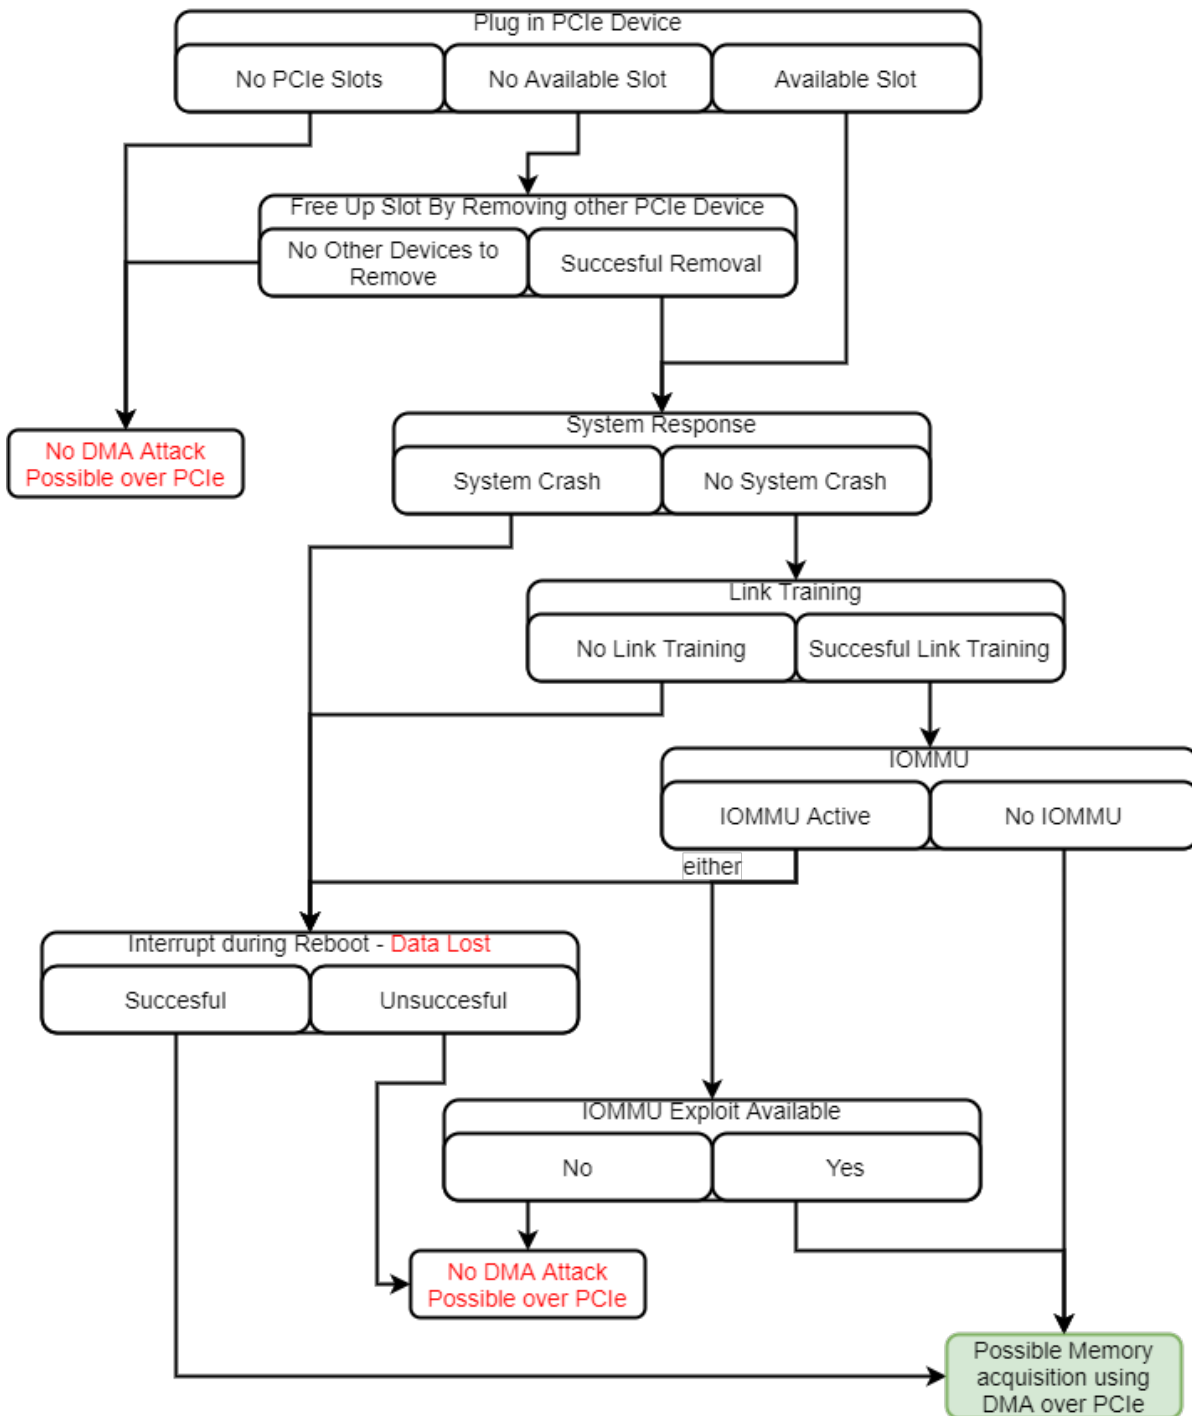 Plug in PCIe Device
No PCIe Slots
No Available Slot
Available Slot
Free Up Slot By Removing other PCIe Device
No Other Devices to
Remove
Succesful Removal
No DMA Attack
Possible over PCIe
System Response
System Crash
No System Crash
Link Training
No Link Training
Succesful Link Training
IOMMU
IOMMU Active
No IOMMU
either
Interrupt during Reboot - Data Lost
Succesful
Unsuccesful
IOMMU Exploit Available
No
Yes
No DMA Attack
Possible over PCIe
Possible Memory
acquisition using
DMA over PCIe